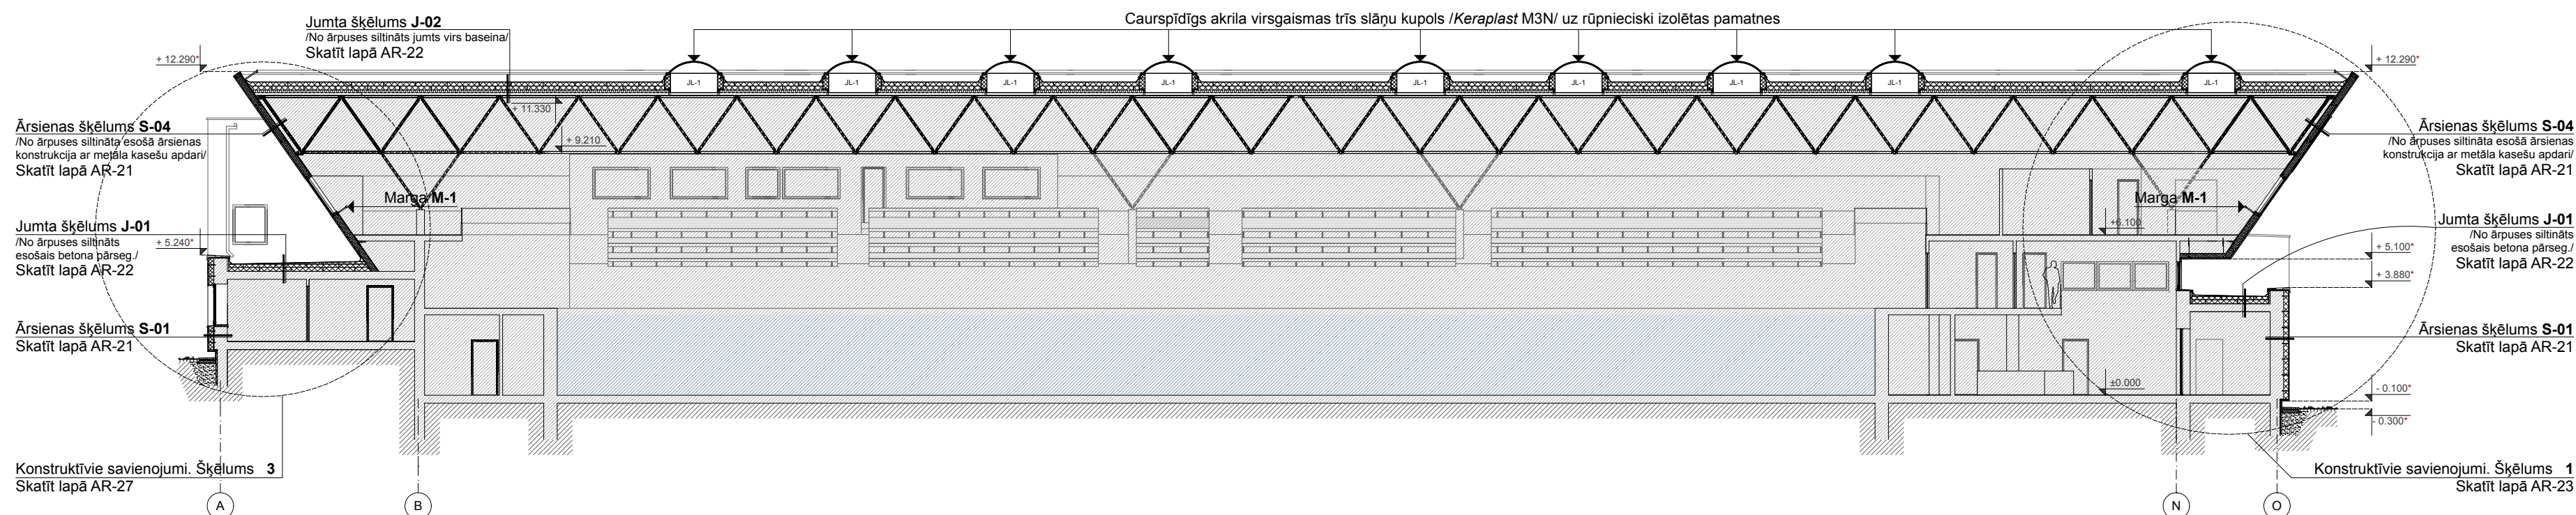 Jumta šķēlums J-02
/No ārpuses siltināts jumts virs baseina/
Skatīt lapā AR-22
Caurspīdīgs akrila virsgaismas trīs slāņu kupols /Keraplast M3N/ uz rūpnieciski izolētas pamatnes
+ 12.290*
+ 12.290*
JL-1
JL-1
JL-1
JL-1
JL-1
JL-1
JL-1
JL-1
JL-1
+ 11.330
+ 9.210
Ārsienas šķēlums S-04
/No ārpuses siltināta esošā ārsienas
konstrukcija ar metāla kasešu apdari/
Skatīt lapā AR-21
Marga M-1
Jumta šķēlums J-01
/No ārpuses siltināts
esošais betona pārseg./
Skatīt lapā AR-22
+ 5.240*
Ārsienas šķēlums S-01
Skatīt lapā AR-21
Konstruktīvie savienojumi. Šķēlums 3
Skatīt lapā AR-27
Ārsienas šķēlums S-04
/No ārpuses siltināta esošā ārsienas
konstrukcija ar metāla kasešu apdari/
Skatīt lapā AR-21
Marga M-1
+6.100
Jumta šķēlums J-01
/No ārpuses siltināts
esošais betona pārseg./
Skatīt lapā AR-22
+ 5.100*
+ 3.880*
Ārsienas šķēlums S-01
Skatīt lapā AR-21
±0.000
- 0.100*
- 0.300*
Konstruktīvie savienojumi. Šķēlums 1
Skatīt lapā AR-23
A
B
N
O